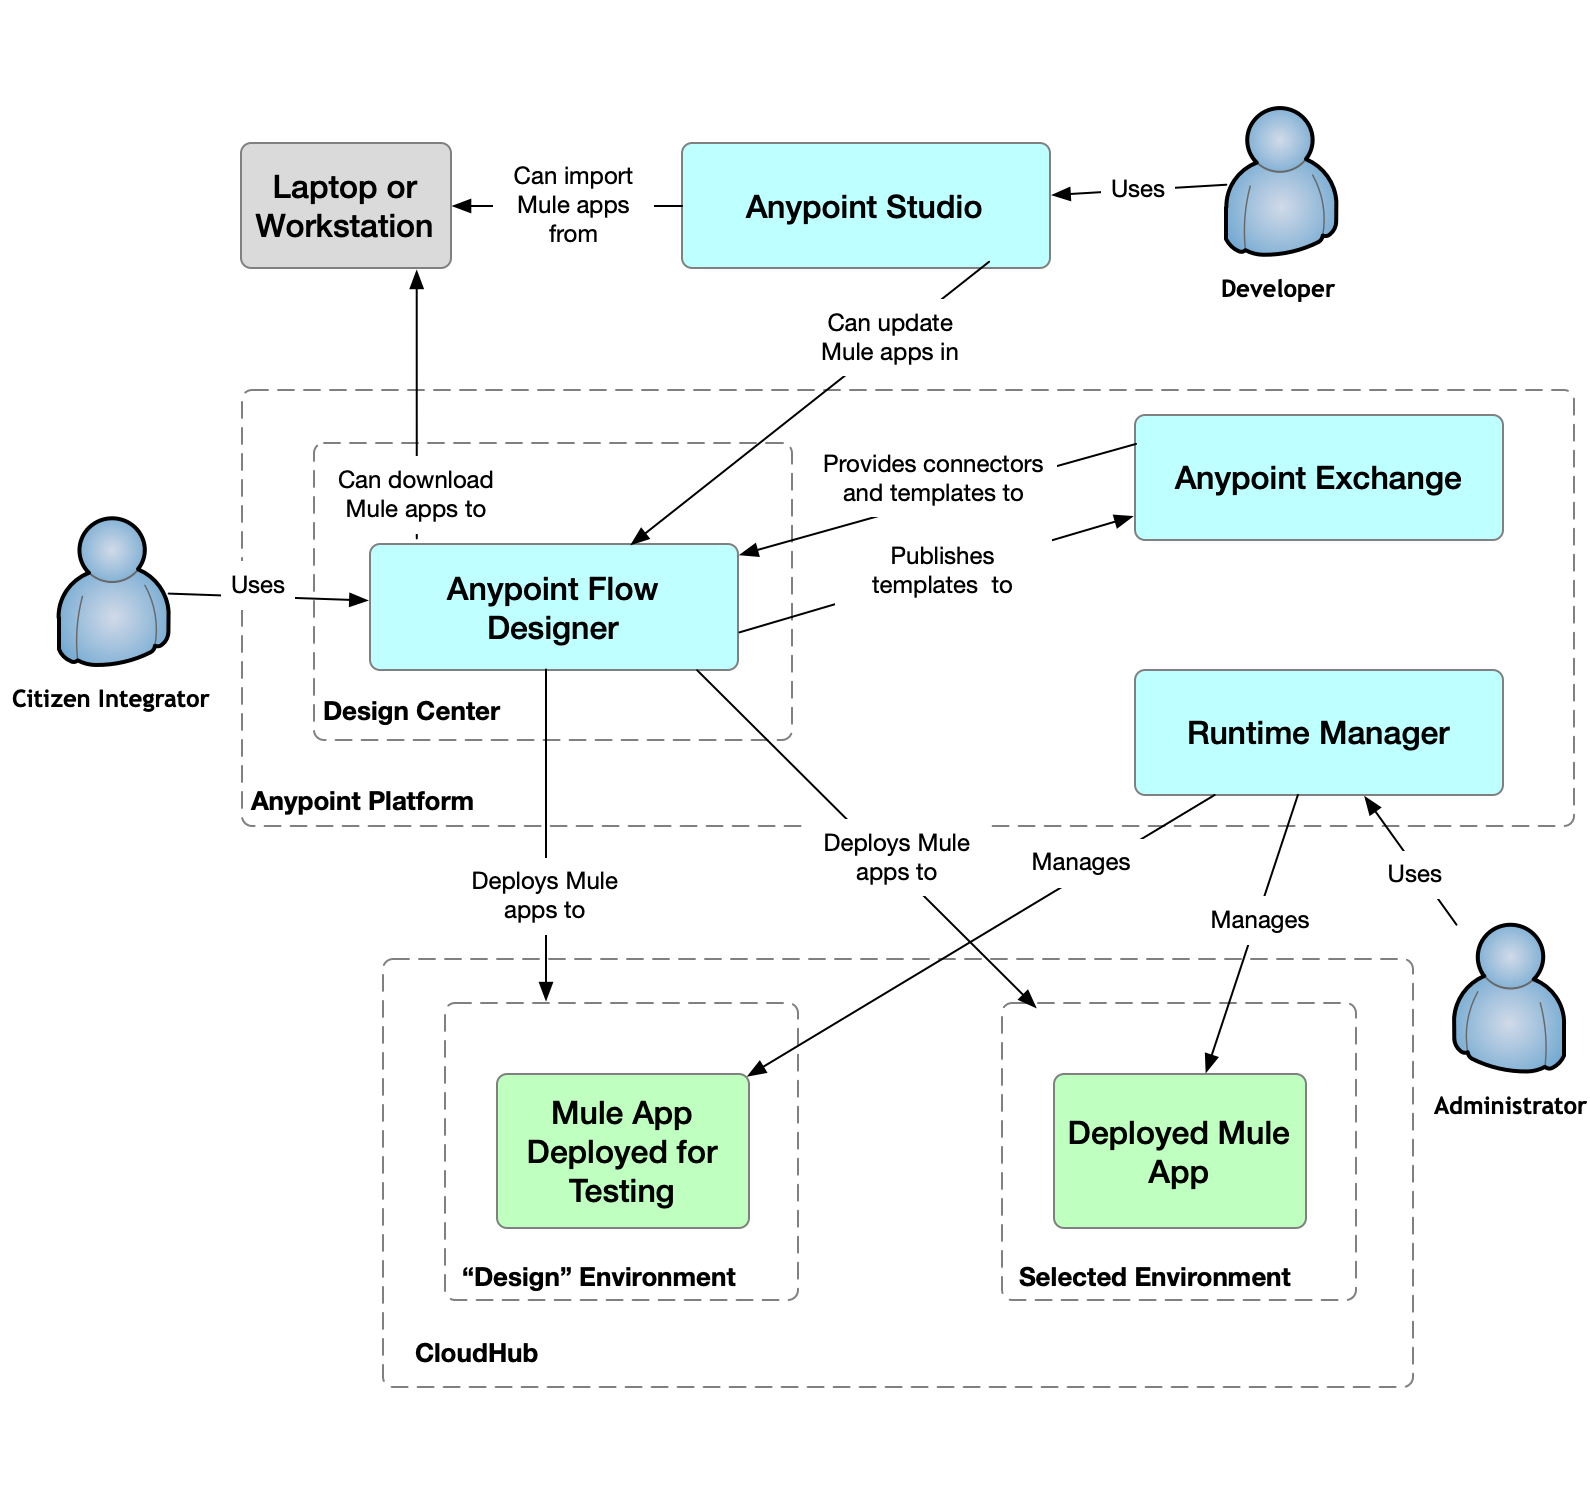 Laptop or
Workstation
Can import
Mule apps
from
Anypoint Studio
Uses
Developer
Can update
Mule apps in
Can download
Mule apps to
Provides connectors
and templates to
Anypoint Exchange
Publishes
templates to
Uses
Citizen Integrator
Anypoint Flow
Designer
Design Center
Runtime Manager
Anypoint Platform
Deploys Mule
apps to
Deploys Mule
apps to
Manages
Manages
Uses
Administrator
Mule App
Deployed for
Testing
“Design” Environment
Deployed Mule
App
Selected Environment
CloudHub